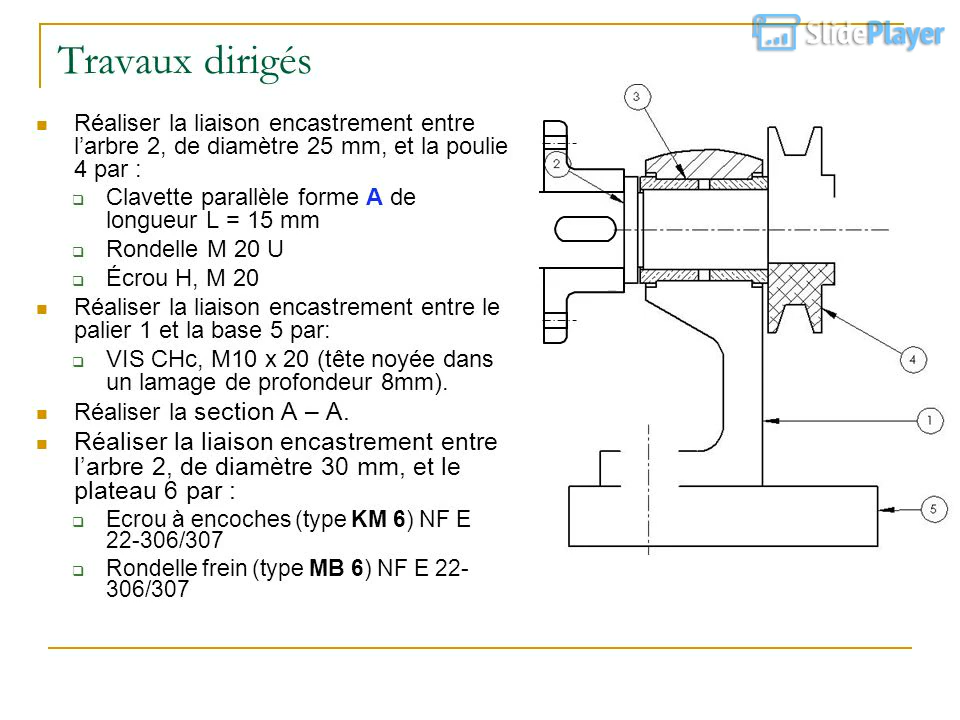 SlidePlayer
Travaux dirigés
Réaliser la liaison encastrement entre
l’arbre 2, de diamètre 25 mm, et la poulie
4 par :
Clavette parallèle forme A de
longueur L = 15 mm
Rondelle M 20 U
Écrou H, M 20
Réaliser la liaison encastrement entre le
palier 1 et la base 5 par:
VIS CHc, M10 x 20 (tête noyée dans
un lamage de profondeur 8mm).
Réaliser la section A – A.
Réaliser la liaison encastrement entre
l’arbre 2, de diamètre 30 mm, et le
plateau 6 par :
Ecrou à encoches (type KM 6) NF E
22-306/307
Rondelle frein (type MB 6) NF E 22-
306/307
3
2
4
1
5